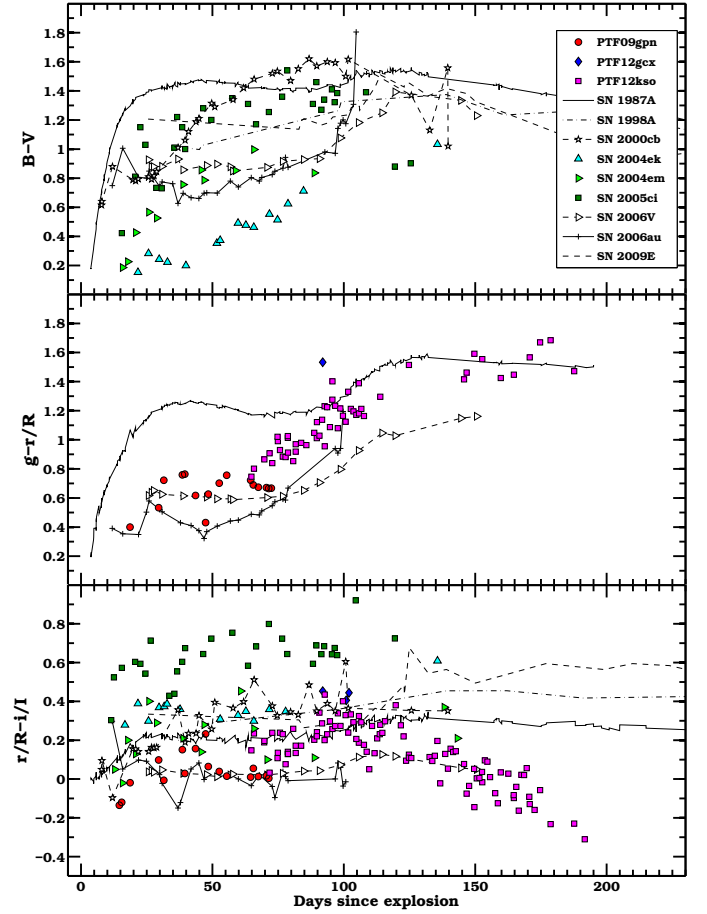 B-V
1.8
1.6
1.4
1.2
1
0.8
0.6
0.4
0.2
PTF09gpn
PTF12gcx
PTF12kso
SN 1987A
SN 1998A
SN 2000cb
SN 2004ek
SN 2004em
SN 2005ci
SN 2006V
SN 2006au
SN 2009E
g-r/R
1.8
1.6
1.4
1.2
1
0.8
0.6
0.4
0.2
r/R-i/I
0.8
0.6
0.4
0.2
0
−0.2
−0.4
0 50 100 150 200
Days since explosion